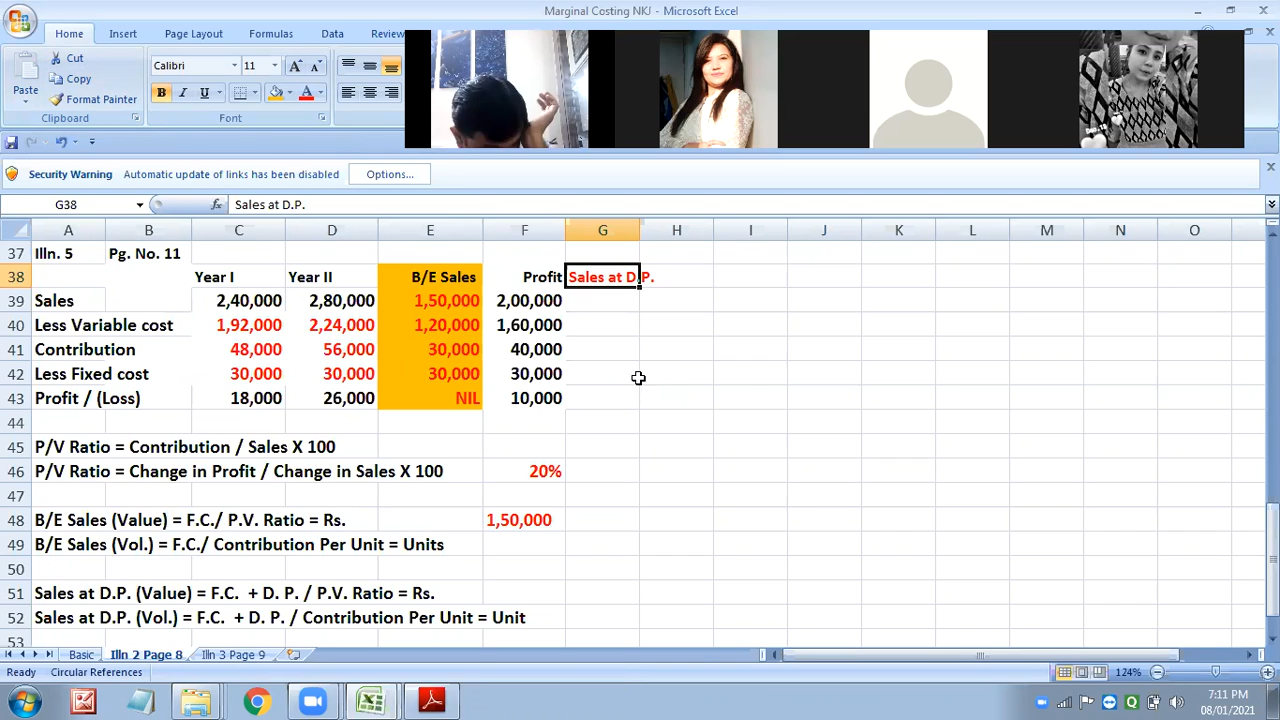 Marginal Costing NKJ - Microsoft Excel
Home Insert Page Layout Formulas Data Review
Paste
Cut
Copy
Format Painter
Clipboard
Calibri 11
B I U
Font
Security Warning Automatic update of links has been disabled Options...
G38 fx Sales at D.P.
A B C D E F G H I J K L M N O
37 Illn. 5 Pg. No. 11
38 Year I Year II B/E Sales Profit Sales at D.P.
39 Sales 2,40,000 2,80,000 1,50,000 2,00,000
40 Less Variable cost 1,92,000 2,24,000 1,20,000 1,60,000
41 Contribution 48,000 56,000 30,000 40,000
42 Less Fixed cost 30,000 30,000 30,000 30,000
43 Profit / (Loss) 18,000 26,000 NIL 10,000
44
45 P/V Ratio = Contribution / Sales X 100
46 P/V Ratio = Change in Profit / Change in Sales X 100 20%
47
48 B/E Sales (Value) = F.C./ P.V. Ratio = Rs. 1,50,000
49 B/E Sales (Vol.) = F.C./ Contribution Per Unit = Units
50
51 Sales at D.P. (Value) = F.C. + D. P. / P.V. Ratio = Rs.
52 Sales at D.P. (Vol.) = F.C. + D. P. / Contribution Per Unit = Unit
53
Basic Illn 2 Page 8 Illn 3 Page 9
Ready Circular References 124%
7:11 PM
08/01/2021